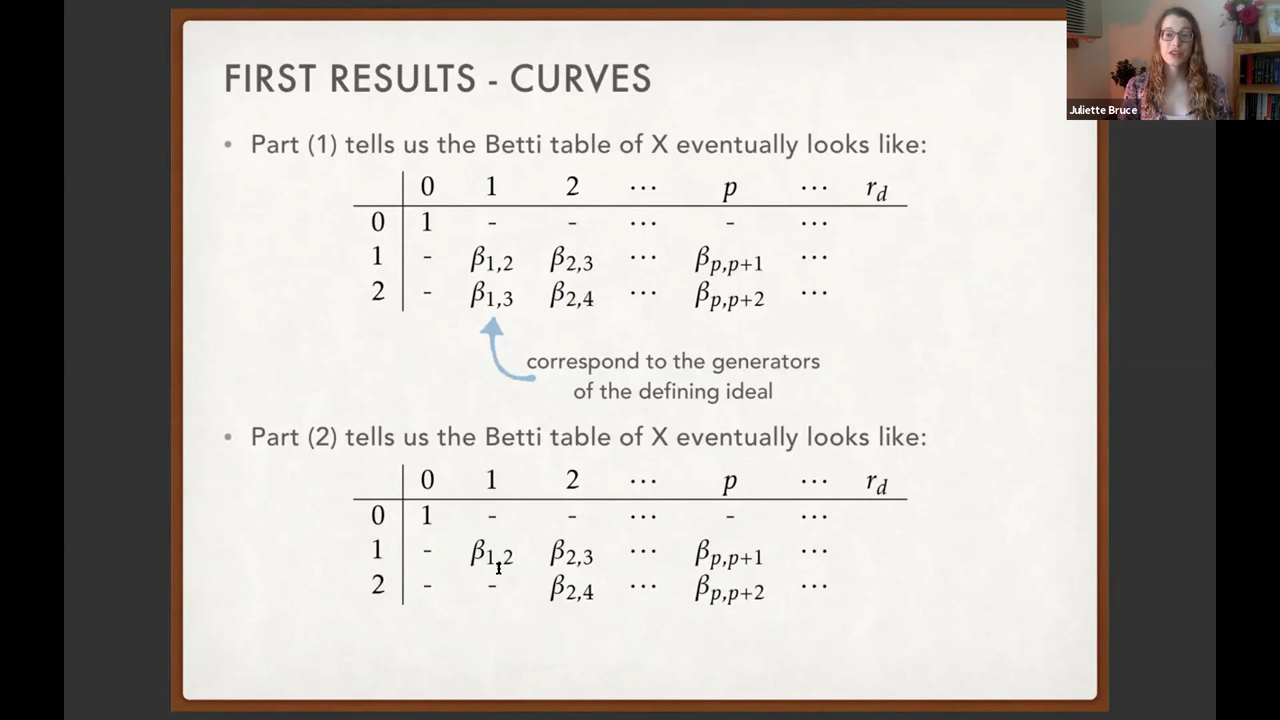 FIRST RESULTS - CURVES
Juliette Bruce
• Part (1) tells us the Betti table of X eventually looks like:
0 1 2 ⋯ p ⋯ r_d
0 1 - - ⋯ - ⋯
1 - β_{1,2} β_{2,3} ⋯ β_{p,p+1} ⋯
2 - β_{1,3} β_{2,4} ⋯ β_{p,p+2} ⋯
correspond to the generators
of the defining ideal
• Part (2) tells us the Betti table of X eventually looks like:
0 1 2 ⋯ p ⋯ r_d
0 1 - - ⋯ - ⋯
1 - β_{1,2} β_{2,3} ⋯ β_{p,p+1} ⋯
2 - - β_{2,4} ⋯ β_{p,p+2} ⋯